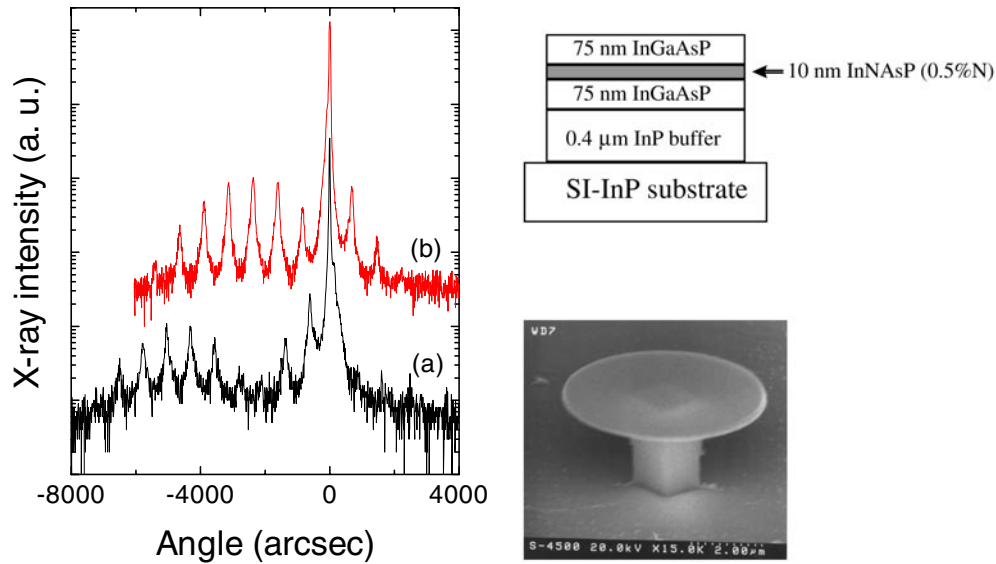 X-ray intensity (a. u.)
(b)
(a)
-8000 -4000 0 4000
Angle (arcsec)
75 nm InGaAsP
10 nm InNAsP (0.5%N)
75 nm InGaAsP
0.4 μm InP buffer
SI-InP substrate
WD7
S-4500 20.0kV X15.0K 2.00μm